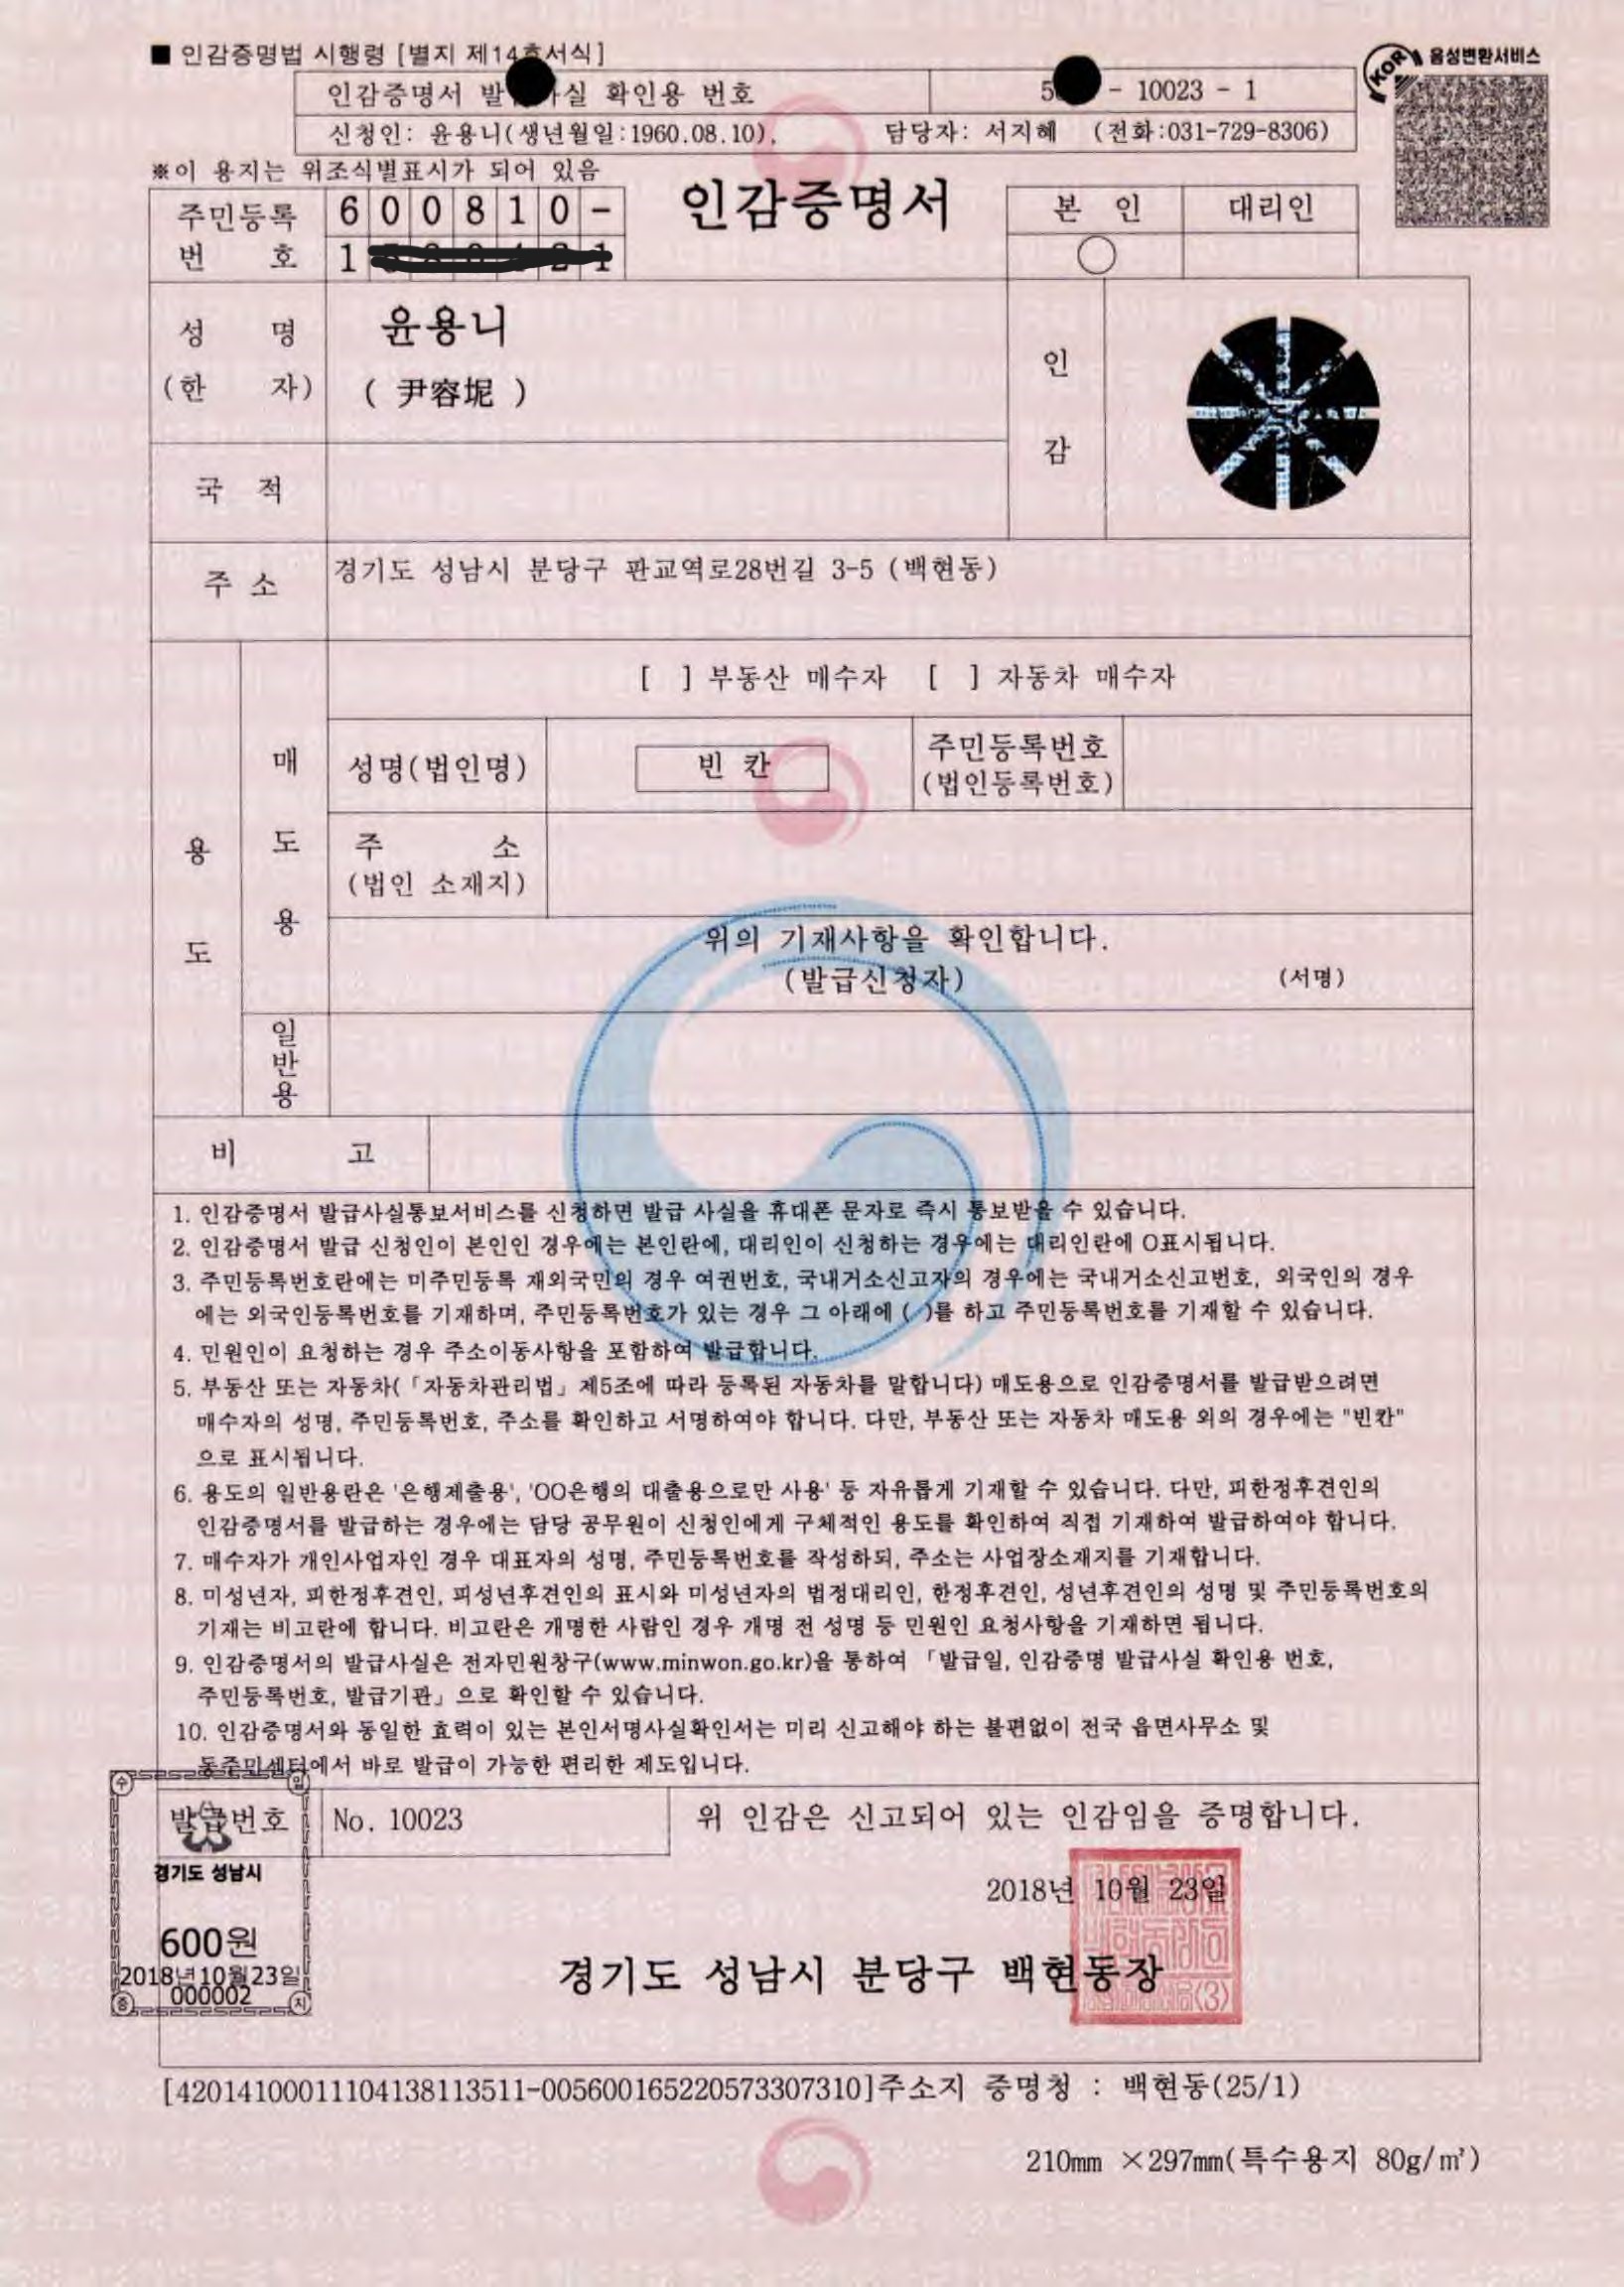 ■ 인감증명법 시행령 [별지 제14호서식]
음성변환서비스
KOR
인감증명서 발 사실 확인용 번호 5 - 10023 - 1
신청인: 윤용니(생년월일:1960.08.10), 담당자: 서지혜 (전화:031-729-8306)
※이 용지는 위조식별표시가 되어 있음
주민등록 번호 600810-
1
인감증명서
본 인 대리인
○
성 명 윤용니
(한 자) ( 尹容坭 )
인 감
국 적
주 소 경기도 성남시 분당구 판교역로28번길 3-5 (백현동)
용 도
매 도 용
[ ] 부동산 매수자 [ ] 자동차 매수자
성명(법인명) 빈 칸 주민등록번호
(법인등록번호)
주 소
(법인 소재지)
위의 기재사항을 확인합니다.
(발급신청자) (서명)
일반용
비 고
1. 인감증명서 발급사실통보서비스를 신청하면 발급 사실을 휴대폰 문자로 즉시 통보받을 수 있습니다.
2. 인감증명서 발급 신청인이 본인인 경우에는 본인란에, 대리인이 신청하는 경우에는 대리인란에 O표시됩니다.
3. 주민등록번호란에는 미주민등록 재외국민의 경우 여권번호, 국내거소신고자의 경우에는 국내거소신고번호, 외국인의 경우
에는 외국인등록번호를 기재하며, 주민등록번호가 있는 경우 그 아래에 ( )를 하고 주민등록번호를 기재할 수 있습니다.
4. 민원인이 요청하는 경우 주소이동사항을 포함하여 발급합니다.
5. 부동산 또는 자동차(「자동차관리법」제5조에 따라 등록된 자동차를 말합니다) 매도용으로 인감증명서를 발급받으려면
매수자의 성명, 주민등록번호, 주소를 확인하고 서명하여야 합니다. 다만, 부동산 또는 자동차 매도용 외의 경우에는 "빈칸"
으로 표시됩니다.
6. 용도의 일반용란은 '은행제출용', 'OO은행의 대출용으로만 사용' 등 자유롭게 기재할 수 있습니다. 다만, 피한정후견인의
인감증명서를 발급하는 경우에는 담당 공무원이 신청인에게 구체적인 용도를 확인하여 직접 기재하여 발급하여야 합니다.
7. 매수자가 개인사업자인 경우 대표자의 성명, 주민등록번호를 작성하되, 주소는 사업장소재지를 기재합니다.
8. 미성년자, 피한정후견인, 피성년후견인의 표시와 미성년자의 법정대리인, 한정후견인, 성년후견인의 성명 및 주민등록번호의
기재는 비고란에 합니다. 비고란은 개명한 사람인 경우 개명 전 성명 등 민원인 요청사항을 기재하면 됩니다.
9. 인감증명서의 발급사실은 전자민원창구(www.minwon.go.kr)을 통하여 「발급일, 인감증명 발급사실 확인용 번호,
주민등록번호, 발급기관」으로 확인할 수 있습니다.
10. 인감증명서와 동일한 효력이 있는 본인서명사실확인서는 미리 신고해야 하는 불편없이 전국 읍면사무소 및
동주민센터에서 바로 발급이 가능한 편리한 제도입니다.
수 입 증 지
발급번호 No. 10023 위 인감은 신고되어 있는 인감임을 증명합니다.
경기도 성남시
2018년 10월 23일
600원
2018년10월23일
000002
경기도 성남시 분당구 백현동장
(3)
[42014100011104138113511-0056001652205733073​10]주소지 증명청 : 백현동(25/1)
210mm ×297mm(특수용지 80g/㎡)